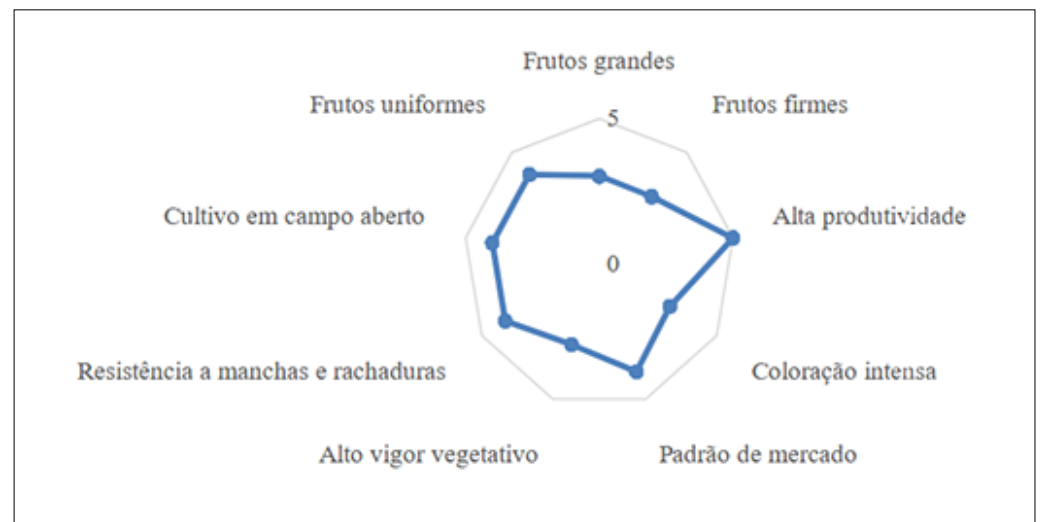 Frutos grandes
Frutos uniformes
Frutos firmes
5
Cultivo em campo aberto
Alta produtividade
0
Resistência a manchas e rachaduras
Coloração intensa
Alto vigor vegetativo
Padrão de mercado